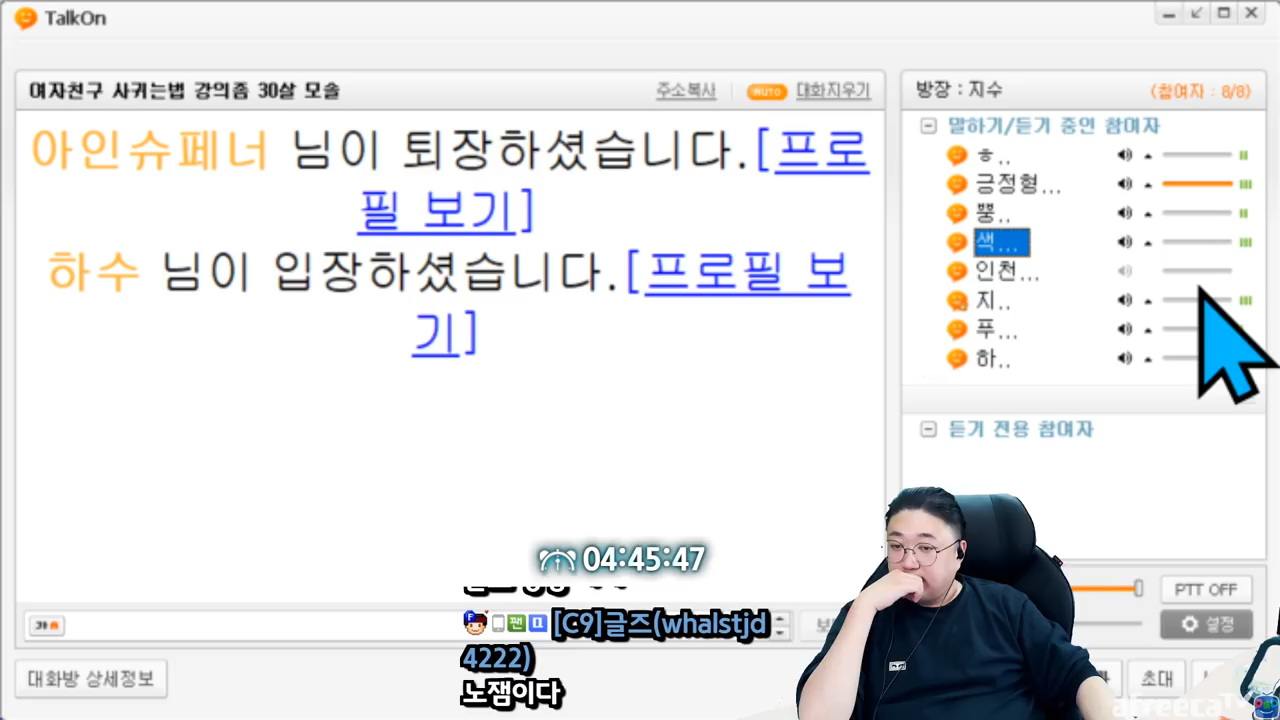 TalkOn
여자친구 사귀는법 강의좀 30살 모솔
주소복사
AUTO
대화지우기
아인슈페너 님이 퇴장하셨습니다.[프로
필 보기]
하수 님이 입장하셨습니다.[프로필 보
기]
방장 : 지수
(참여자 : 8/8)
말하기/듣기 중인 참여자
ㅎ..
긍정형...
뿡..
색...
인천...
지..
푸...
하..
듣기 전용 참여자
04:45:47
팬
[C9]글즈(whalstjd
4222)
노잼이다
가
PTT OFF
설정
대화방 상세정보
초대
afreeca